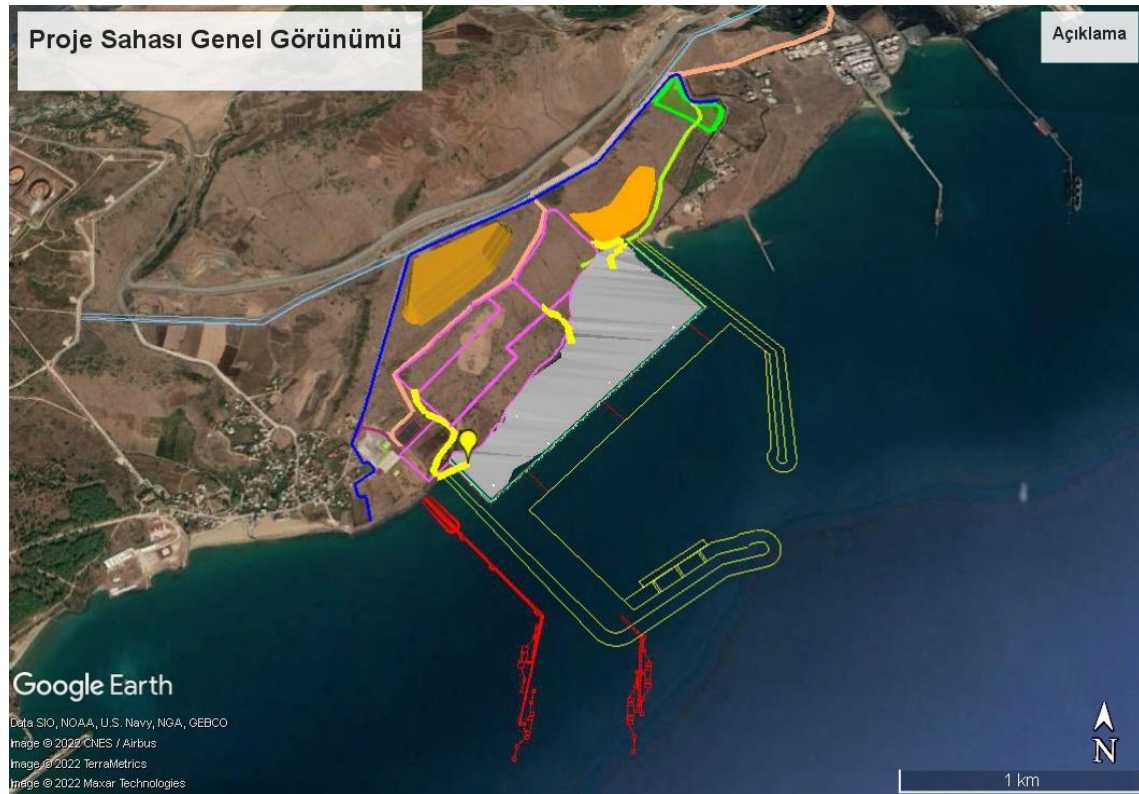 Proje Sahası Genel Görünümü
Açıklama
Google Earth
Data SIO, NOAA, U.S. Navy, NGA, GEBCO
Image © 2022 CNES / Airbus
Image © 2022 TerraMetrics
Image © 2022 Maxar Technologies
N
1 km